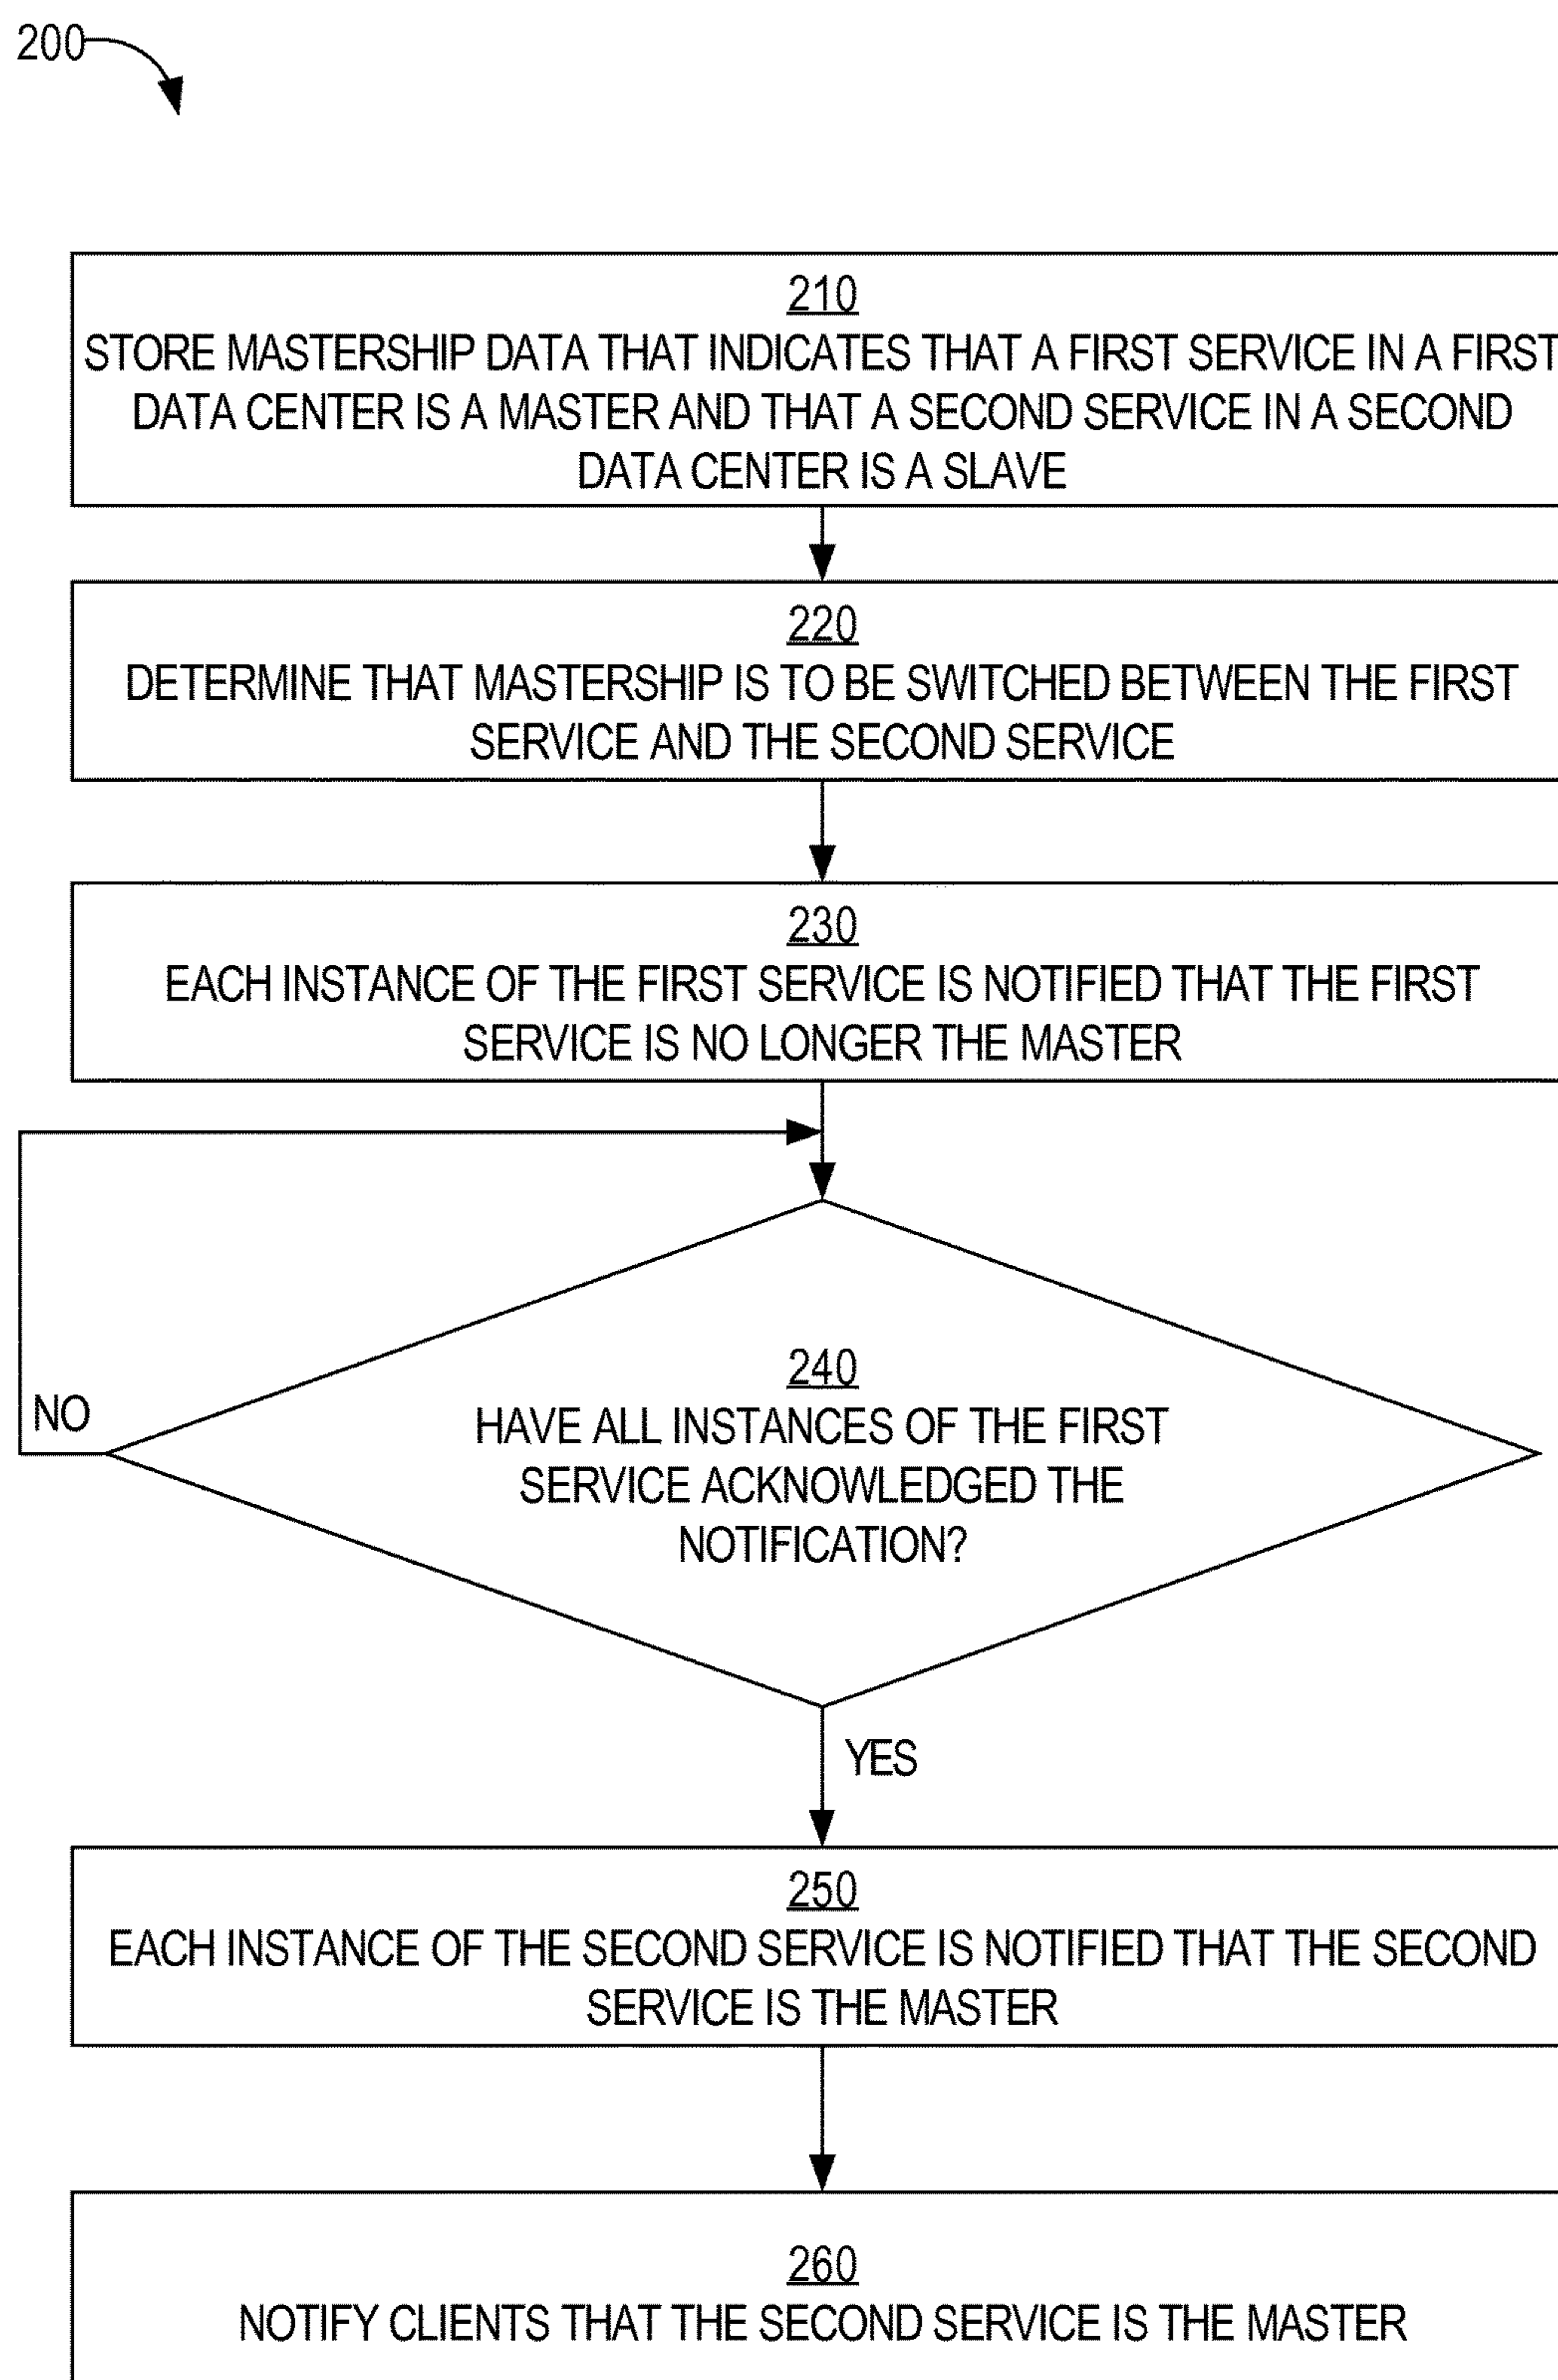 200
210
STORE MASTERSHIP DATA THAT INDICATES THAT A FIRST SERVICE IN A FIRST
DATA CENTER IS A MASTER AND THAT A SECOND SERVICE IN A SECOND
DATA CENTER IS A SLAVE
220
DETERMINE THAT MASTERSHIP IS TO BE SWITCHED BETWEEN THE FIRST
SERVICE AND THE SECOND SERVICE
230
EACH INSTANCE OF THE FIRST SERVICE IS NOTIFIED THAT THE FIRST
SERVICE IS NO LONGER THE MASTER
240
HAVE ALL INSTANCES OF THE FIRST
SERVICE ACKNOWLEDGED THE
NOTIFICATION?
NO
YES
250
EACH INSTANCE OF THE SECOND SERVICE IS NOTIFIED THAT THE SECOND
SERVICE IS THE MASTER
260
NOTIFY CLIENTS THAT THE SECOND SERVICE IS THE MASTER